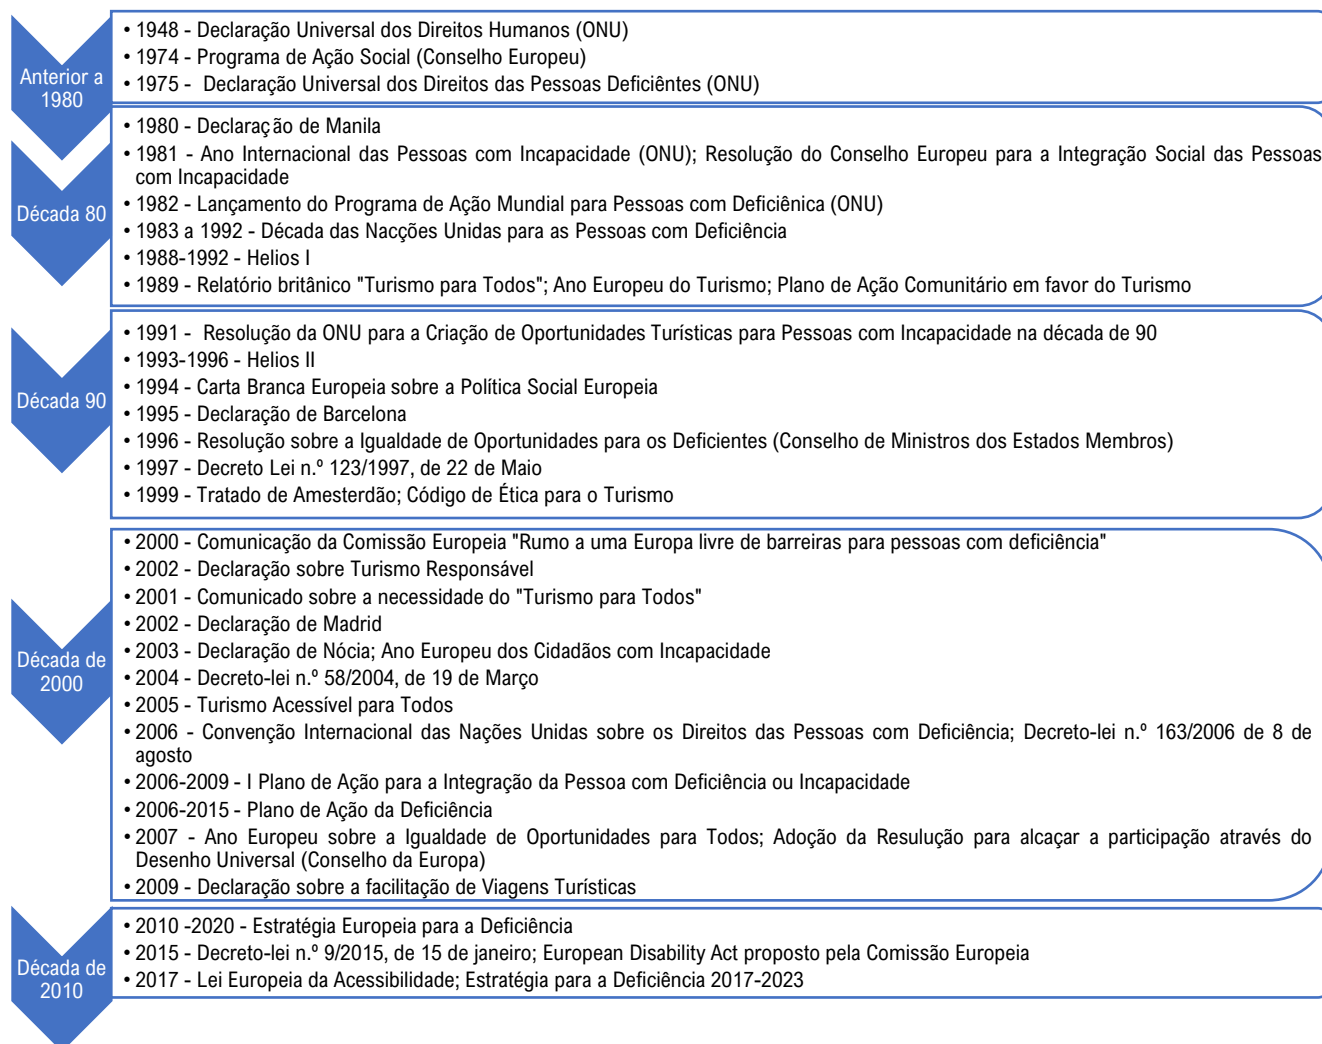 Anterior a
1980
• 1948 - Declaração Universal dos Direitos Humanos (ONU)
• 1974 - Programa de Ação Social (Conselho Europeu)
• 1975 - Declaração Universal dos Direitos das Pessoas Deficiêntes (ONU)
Década 80
• 1980 - Declaração de Manila
• 1981 - Ano Internacional das Pessoas com Incapacidade (ONU); Resolução do Conselho Europeu para a Integração Social das Pessoas
com Incapacidade
• 1982 - Lançamento do Programa de Ação Mundial para Pessoas com Deficiênica (ONU)
• 1983 a 1992 - Década das Nacções Unidas para as Pessoas com Deficiência
• 1988-1992 - Helios I
• 1989 - Relatório britânico "Turismo para Todos"; Ano Europeu do Turismo; Plano de Ação Comunitário em favor do Turismo
Década 90
• 1991 - Resolução da ONU para a Criação de Oportunidades Turísticas para Pessoas com Incapacidade na década de 90
• 1993-1996 - Helios II
• 1994 - Carta Branca Europeia sobre a Política Social Europeia
• 1995 - Declaração de Barcelona
• 1996 - Resolução sobre a Igualdade de Oportunidades para os Deficientes (Conselho de Ministros dos Estados Membros)
• 1997 - Decreto Lei n.º 123/1997, de 22 de Maio
• 1999 - Tratado de Amesterdão; Código de Ética para o Turismo
Década de
2000
• 2000 - Comunicação da Comissão Europeia "Rumo a uma Europa livre de barreiras para pessoas com deficiência"
• 2002 - Declaração sobre Turismo Responsável
• 2001 - Comunicado sobre a necessidade do "Turismo para Todos"
• 2002 - Declaração de Madrid
• 2003 - Declaração de Nócia; Ano Europeu dos Cidadãos com Incapacidade
• 2004 - Decreto-lei n.º 58/2004, de 19 de Março
• 2005 - Turismo Acessível para Todos
• 2006 - Convenção Internacional das Nações Unidas sobre os Direitos das Pessoas com Deficiência; Decreto-lei n.º 163/2006 de 8 de
agosto
• 2006-2009 - I Plano de Ação para a Integração da Pessoa com Deficiência ou Incapacidade
• 2006-2015 - Plano de Ação da Deficiência
• 2007 - Ano Europeu sobre a Igualdade de Oportunidades para Todos; Adoção da Resulução para alcaçar a participação através do
Desenho Universal (Conselho da Europa)
• 2009 - Declaração sobre a facilitação de Viagens Turísticas
Década de
2010
• 2010 -2020 - Estratégia Europeia para a Deficiência
• 2015 - Decreto-lei n.º 9/2015, de 15 de janeiro; European Disability Act proposto pela Comissão Europeia
• 2017 - Lei Europeia da Acessibilidade; Estratégia para a Deficiência 2017-2023